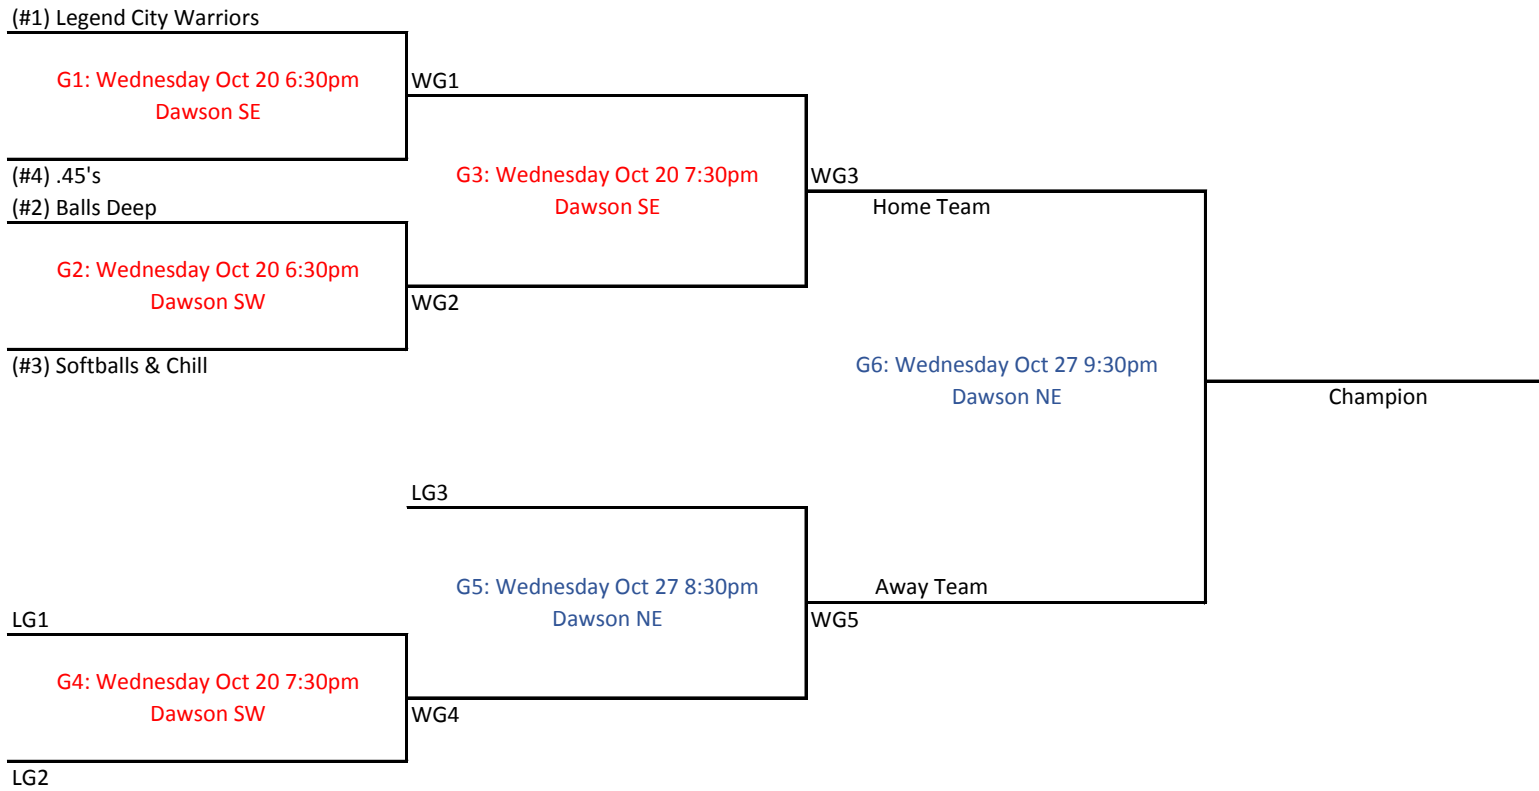 (#1) Legend City Warriors
G1: Wednesday Oct 20 6:30pm
Dawson SE
WG1
(#4) .45's
(#2) Balls Deep
G3: Wednesday Oct 20 7:30pm
Dawson SE
WG3
Home Team
G2: Wednesday Oct 20 6:30pm
Dawson SW
WG2
(#3) Softballs & Chill
G6: Wednesday Oct 27 9:30pm
Dawson NE
Champion
LG3
G5: Wednesday Oct 27 8:30pm
Dawson NE
Away Team
WG5
LG1
G4: Wednesday Oct 20 7:30pm
Dawson SW
WG4
LG2